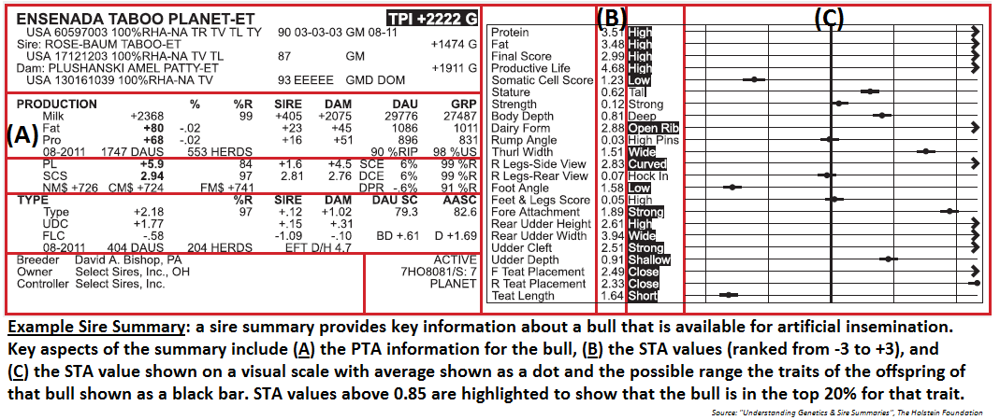 ENSENADA TABOO PLANET-ET TPI +2222 G
USA 60597003 100%RHA-NA TR TV TL TY 90 03-03-03 GM 08-11
Sire: ROSE-BAUM TABOO-ET +1474 G
USA 17121203 100%RHA-NA TV TL 87 GM
Dam: PLUSHANSKI AMEL PATTY-ET +1911 G
USA 130161039 100%RHA-NA TV 93 EEEEE GMD DOM
(A)
PRODUCTION % %R SIRE DAM DAU GRP
Milk +2368 99 +405 +2075 29776 27487
Fat +80 -.02 +23 +45 1086 1011
Pro +68 -.02 +16 +51 896 831
08-2011 1747 DAUS 553 HERDS 90 %RIP 98 %US
PL +5.9 84 +1.6 +4.5 SCE 6% 99 %R
SCS 2.94 97 2.81 2.76 DCE 6% 99 %R
NM$ +726 CM$ +724 FM$ +741 DPR -.6% 91 %R
TYPE %R SIRE DAM DAU SC AASC
Type +2.18 97 +.12 +1.02 79.3 82.6
UDC +1.77 +.15 +.31
FLC -.58 -1.09 -.10 BD +.61 D +1.69
08-2011 404 DAUS 204 HERDS EFT D/H 4.7
Breeder David A. Bishop, PA ACTIVE
Owner Select Sires, Inc., OH 7HO8081/S: 7
Controller Select Sires, Inc. PLANET
(B) (C)
Protein 3.51 High
Fat 3.48 High
Final Score 2.99 High
Productive Life 4.68 High
Somatic Cell Score 1.23 Low
Stature 0.62 Tall
Strength 0.12 Strong
Body Depth 0.81 Deep
Dairy Form 2.88 Open Rib
Rump Angle 0.03 High Pins
Thurl Width 1.51 Wide
R Legs-Side View 2.83 Curved
R Legs-Rear View 0.07 Hock In
Foot Angle 1.58 Low
Feet & Legs Score 0.05 High
Fore Attachment 1.89 Strong
Rear Udder Height 2.61 High
Rear Udder Width 3.94 Wide
Udder Cleft 2.51 Strong
Udder Depth 0.91 Shallow
F Teat Placement 2.49 Close
R Teat Placement 2.33 Close
Teat Length 1.64 Short
Example Sire Summary: a sire summary provides key information about a bull that is available for artificial insemination.
Key aspects of the summary include (A) the PTA information for the bull, (B) the STA values (ranked from -3 to +3), and
(C) the STA value shown on a visual scale with average shown as a dot and the possible range the traits of the offspring of
that bull shown as a black bar. STA values above 0.85 are highlighted to show that the bull is in the top 20% for that trait.
Source: "Understanding Genetics & Sire Summaries", The Holstein Foundation